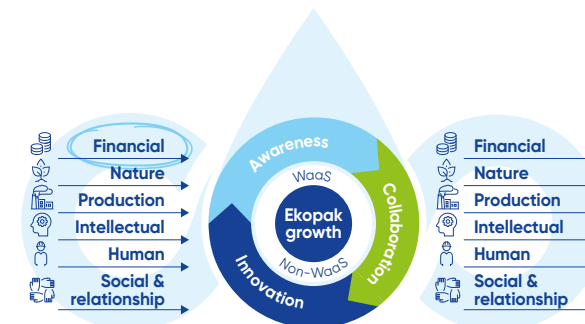 Financial
Nature
Production
Intellectual
Human
Social &
relationship
Awareness
Collaboration
Innovation
WaaS
Ekopak
growth
Non-WaaS
Financial
Nature
Production
Intellectual
Human
Social &
relationship